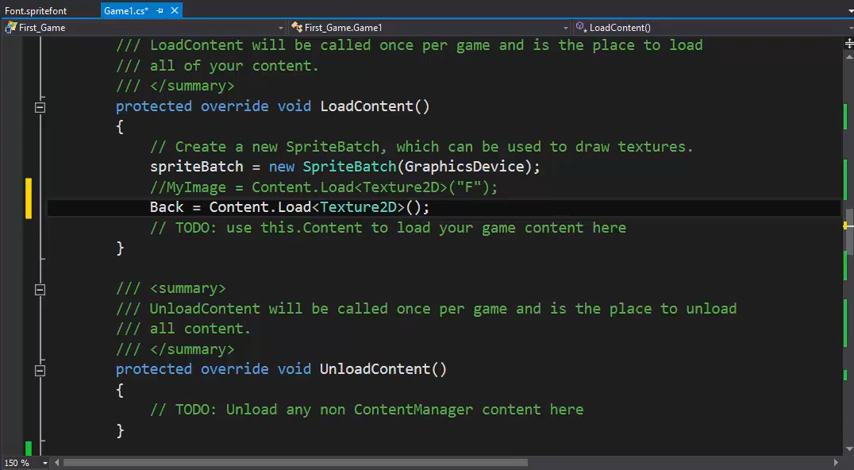 Font.spritefont Game1.cs*
First_Game First_Game.Game1 LoadContent()
/// LoadContent will be called once per game and is the place to load
/// all of your content.
/// </summary>
protected override void LoadContent()
{
// Create a new SpriteBatch, which can be used to draw textures.
spriteBatch = new SpriteBatch(GraphicsDevice);
//MyImage = Content.Load<Texture2D>("F");
Back = Content.Load<Texture2D>();
// TODO: use this.Content to load your game content here
}
/// <summary>
/// UnloadContent will be called once per game and is the place to unload
/// all content.
/// </summary>
protected override void UnloadContent()
{
// TODO: Unload any non ContentManager content here
}
150 %